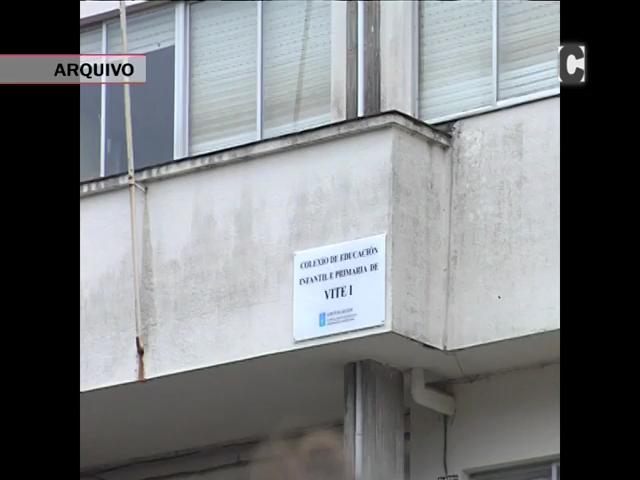 ARQUIVO
C
COLEXIO DE EDUCACIÓN
INFANTIL E PRIMARIA DE
VITE I